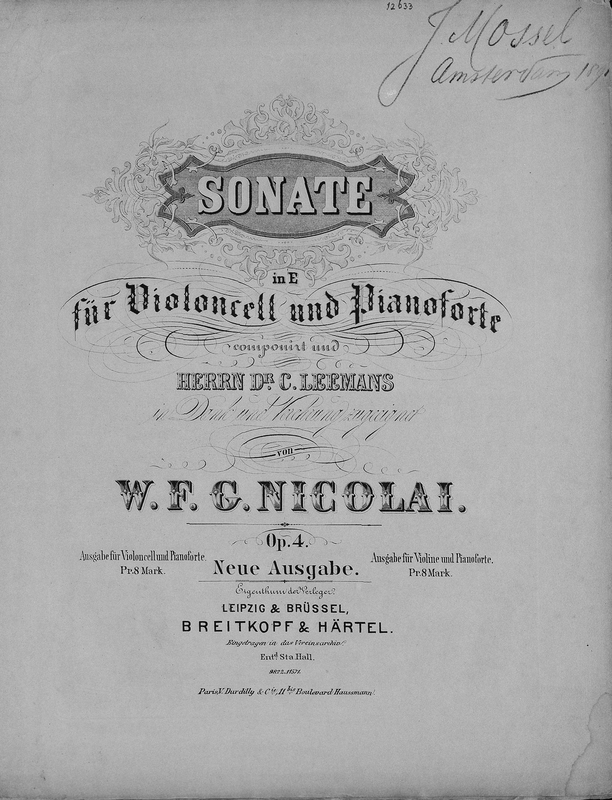 12633
J. Mossel
Amsterdam
SONATE
in E
für Violoncell und Pianoforte
componirt und
HERRN DR. C. LEEMANS
in Dank und Verehrung zugeeignet
von
W. F. G. NICOLAI.
Op. 4.
Ausgabe für Violoncell und Pianoforte.
Pr. 8 Mark.
Neue Ausgabe.
Ausgabe für Violine und Pianoforte.
Pr. 8 Mark.
Eigenthum der Verleger.
LEIPZIG & BRÜSSEL,
BREITKOPF & HÄRTEL.
Eingetragen in das Vereinsarchiv.
Entd. Sta. Hall.
Paris, V. Durdilly & Cie, 11bis Boulevard Haussmann.